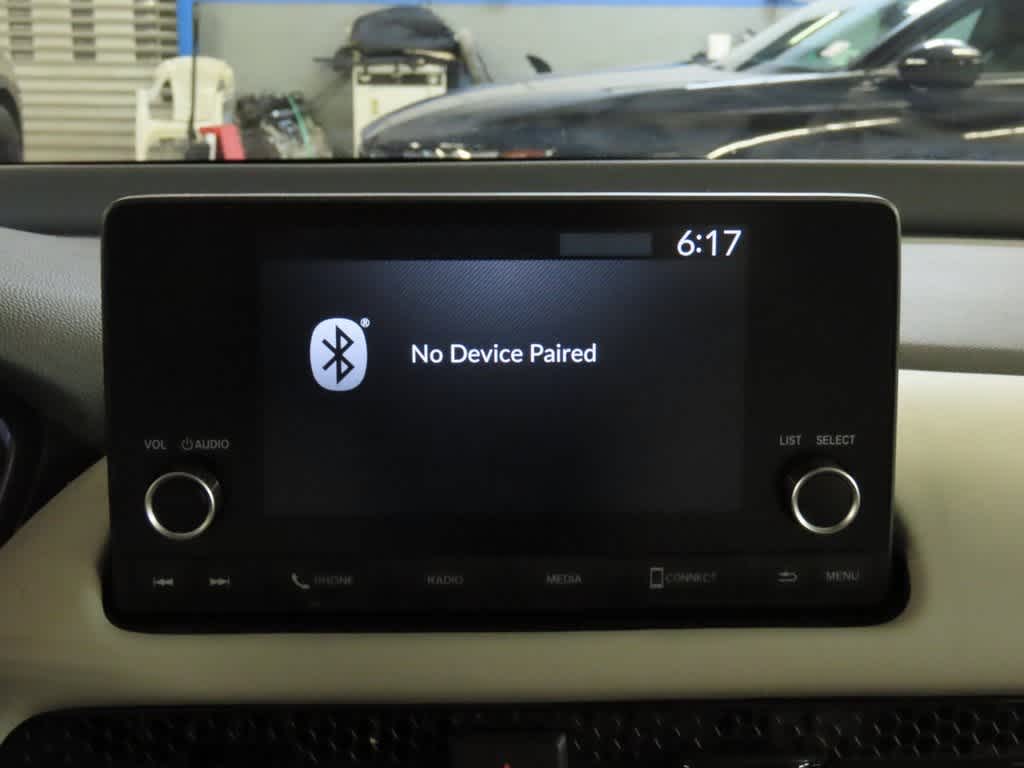 6:17
®
No Device Paired
VOL AUDIO
LIST SELECT
PHONE RADIO MEDIA CONNECT MENU